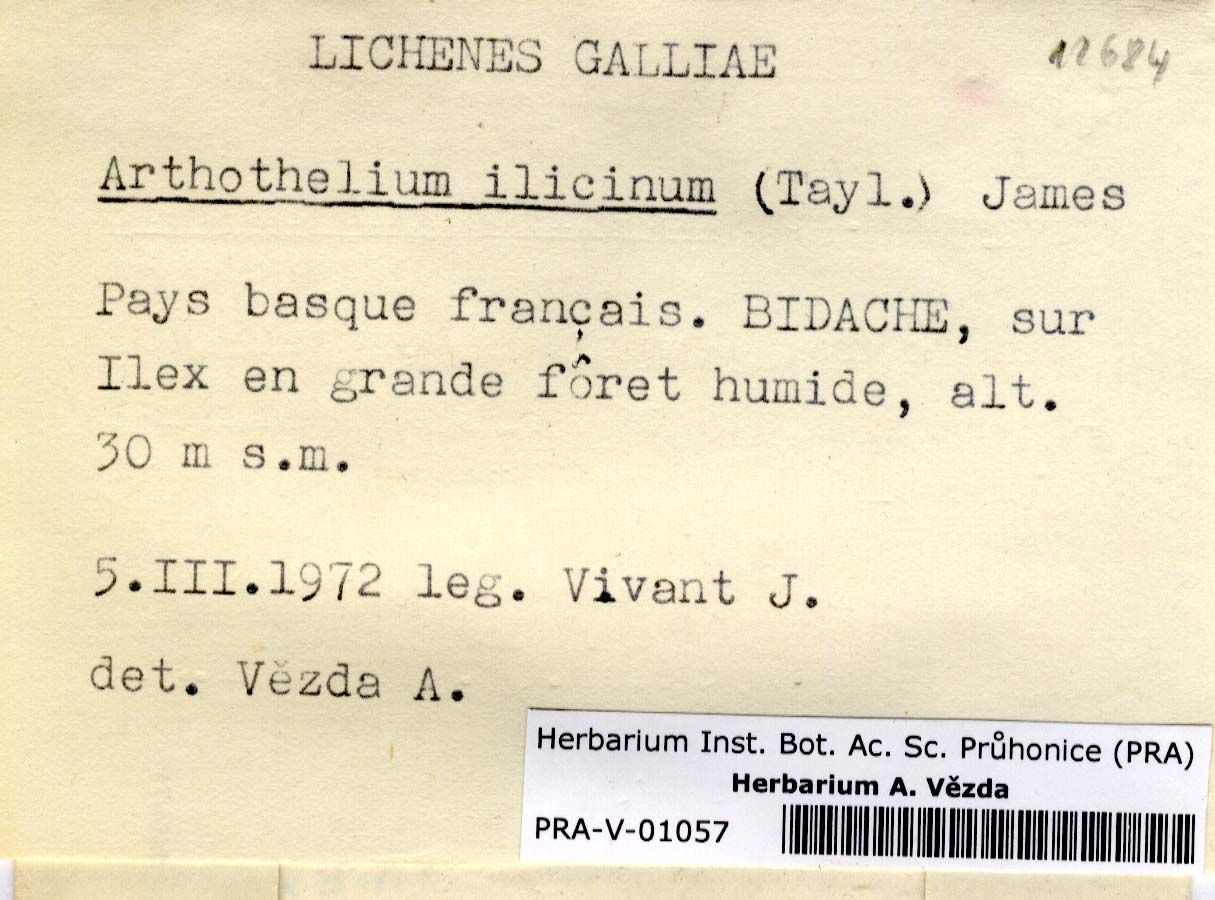 LICHENES GALLIAE 12684
Arthothelium ilicinum (Tayl.) James
Pays basque français. BIDACHE, sur
Ilex en grande fôret humide, alt.
30 m s.m.
5.III.1972 leg. Vivant J.
det. Vězda A.
Herbarium Inst. Bot. Ac. Sc. Průhonice (PRA)
Herbarium A. Vězda
PRA-V-01057